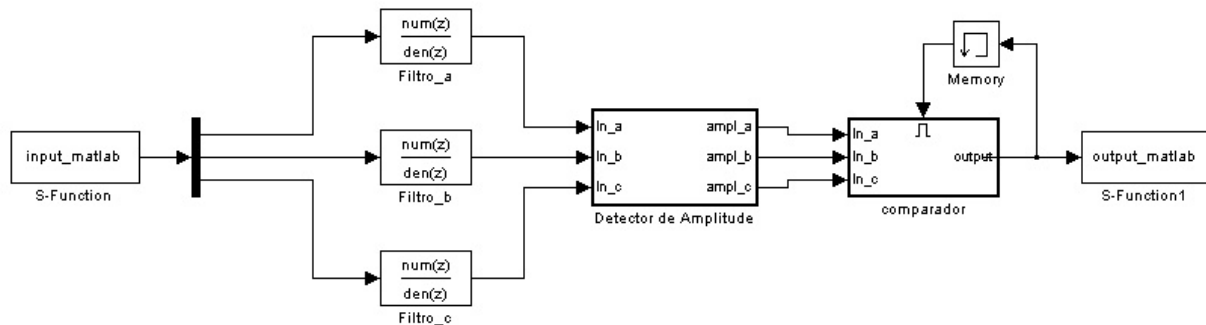 input_matlab
S-Function
num(z)
den(z)
Filtro_a
num(z)
den(z)
Filtro_b
num(z)
den(z)
Filtro_c
In_a
In_b
In_c
ampl_a
ampl_b
ampl_c
Detector de Amplitude
In_a
In_b
In_c
output
comparador
Memory
output_matlab
S-Function1